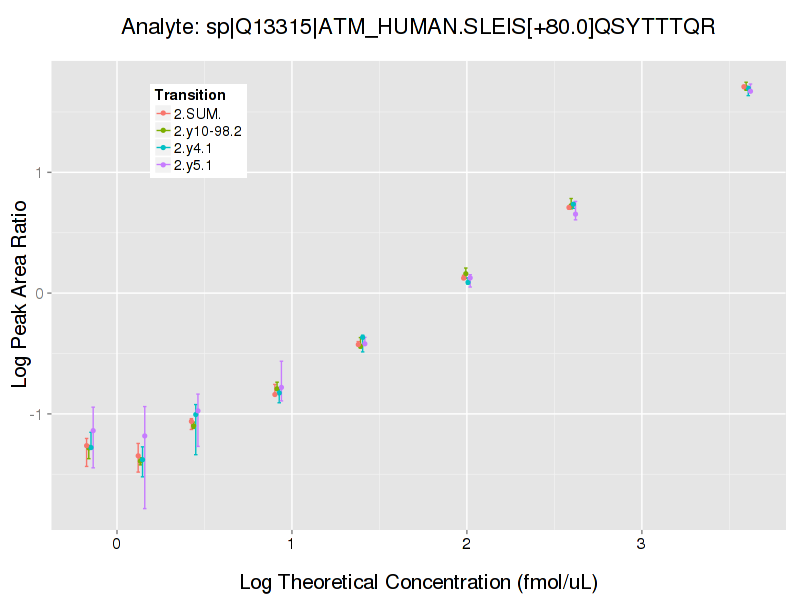 Analyte: sp|Q13315|ATM_HUMAN.SLEIS[+80.0]QSYTTTQR
Transition
2.SUM.
2.y10-98.2
2.y4.1
2.y5.1
Log Peak Area Ratio
1
0
-1
0 1 2 3
Log Theoretical Concentration (fmol/uL)